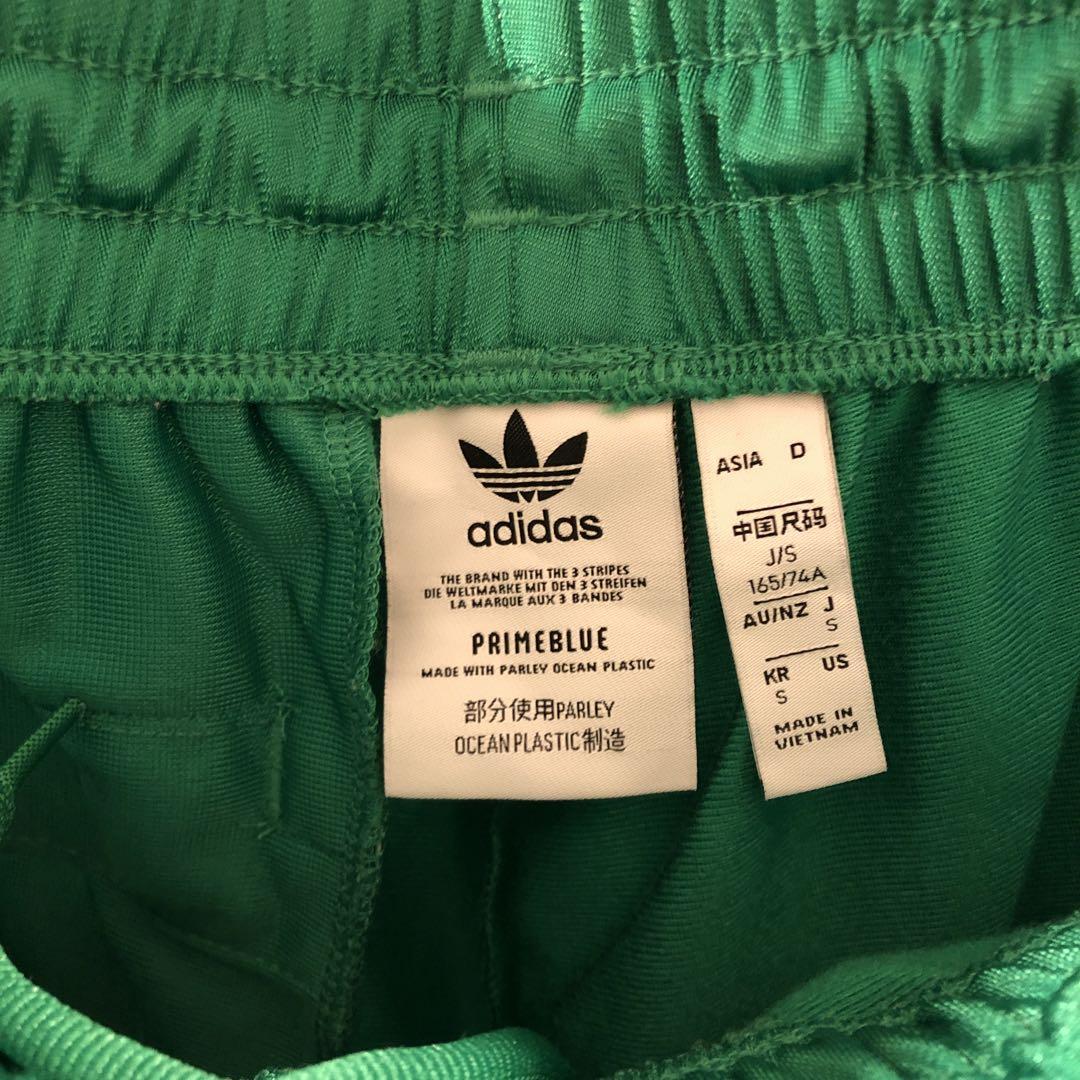 adidas
THE BRAND WITH THE 3 STRIPES
DIE WELTMARKE MIT DEN 3 STREIFEN
LA MARQUE AUX 3 BANDES
PRIMEBLUE
MADE WITH PARLEY OCEAN PLASTIC
部分使用PARLEY
OCEAN PLASTIC制造
ASIA D
中国尺码
J/S
165/74A
AU/NZ J
S
KR US
S
MADE IN
VIETNAM